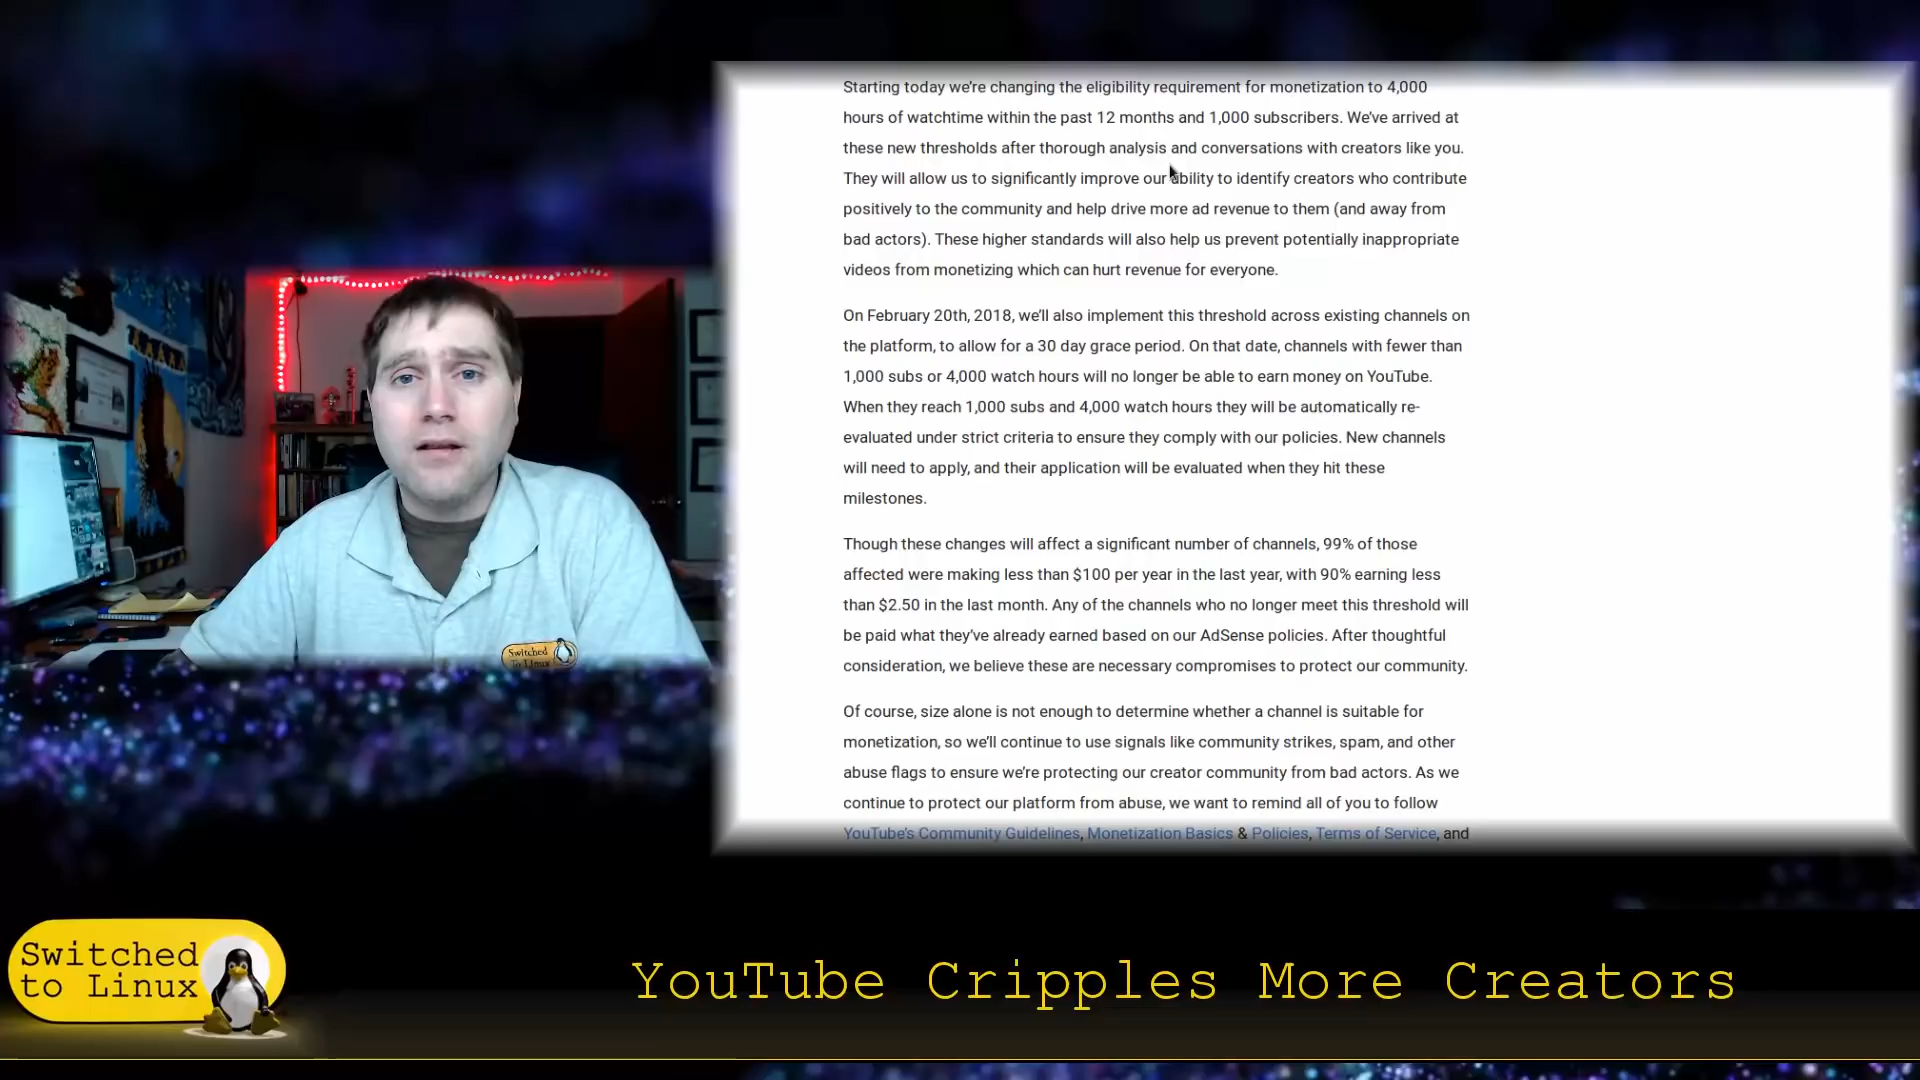 Starting today we're changing the eligibility requirement for monetization to 4,000
hours of watchtime within the past 12 months and 1,000 subscribers. We've arrived at
these new thresholds after thorough analysis and conversations with creators like you.
They will allow us to significantly improve our ability to identify creators who contribute
positively to the community and help drive more ad revenue to them (and away from
bad actors). These higher standards will also help us prevent potentially inappropriate
videos from monetizing which can hurt revenue for everyone.
On February 20th, 2018, we'll also implement this threshold across existing channels on
the platform, to allow for a 30 day grace period. On that date, channels with fewer than
1,000 subs or 4,000 watch hours will no longer be able to earn money on YouTube.
When they reach 1,000 subs and 4,000 watch hours they will be automatically re-
evaluated under strict criteria to ensure they comply with our policies. New channels
will need to apply, and their application will be evaluated when they hit these
milestones.
Though these changes will affect a significant number of channels, 99% of those
affected were making less than $100 per year in the last year, with 90% earning less
than $2.50 in the last month. Any of the channels who no longer meet this threshold will
be paid what they've already earned based on our AdSense policies. After thoughtful
consideration, we believe these are necessary compromises to protect our community.
Of course, size alone is not enough to determine whether a channel is suitable for
monetization, so we'll continue to use signals like community strikes, spam, and other
abuse flags to ensure we're protecting our creator community from bad actors. As we
continue to protect our platform from abuse, we want to remind all of you to follow
YouTube's Community Guidelines, Monetization Basics & Policies, Terms of Service, and
Switched
To Linux
Switched
to Linux
YouTube Cripples More Creators